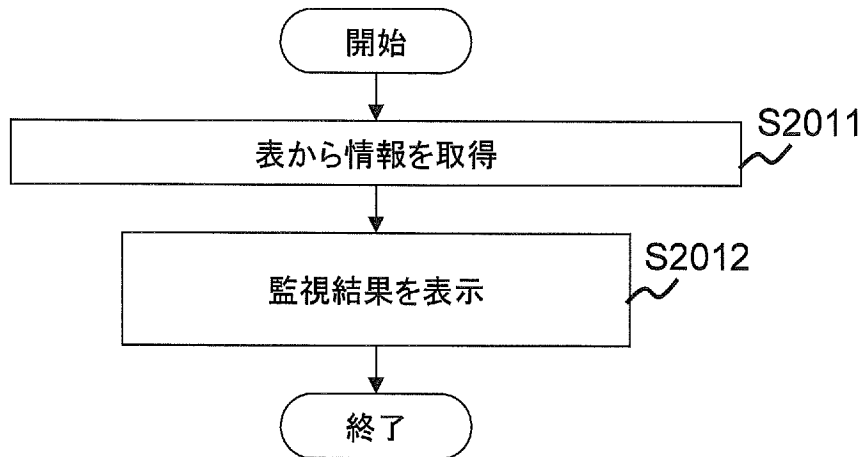 開始
S2011
表から情報を取得
S2012
監視結果を表示
終了